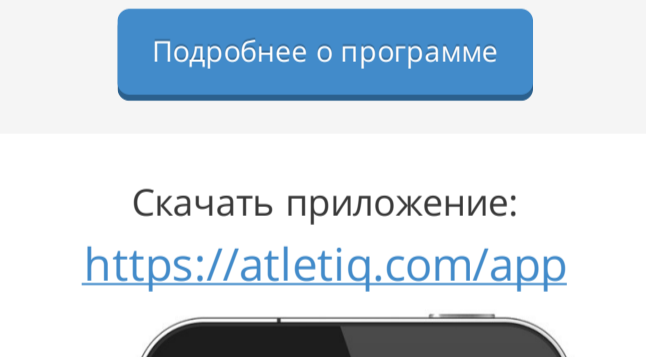 Подробнее о программе
Скачать приложение:
https://atletiq.com/app